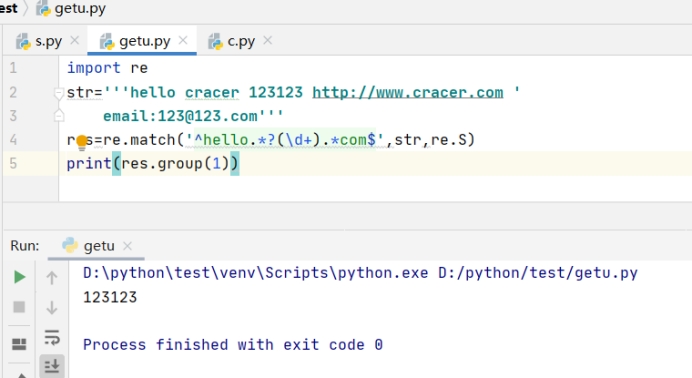 est › getu.py
s.py × getu.py × c.py ×
1 import re
2 str='''hello cracer 123123 http://www.cracer.com '
3 email:123@123.com'''
4 res=re.match('^hello.*?(\d+).*com$',str,re.S)
5 print(res.group(1))
Run: getu ×
D:\python\test\venv\Scripts\python.exe D:/python/test/getu.py
123123
Process finished with exit code 0